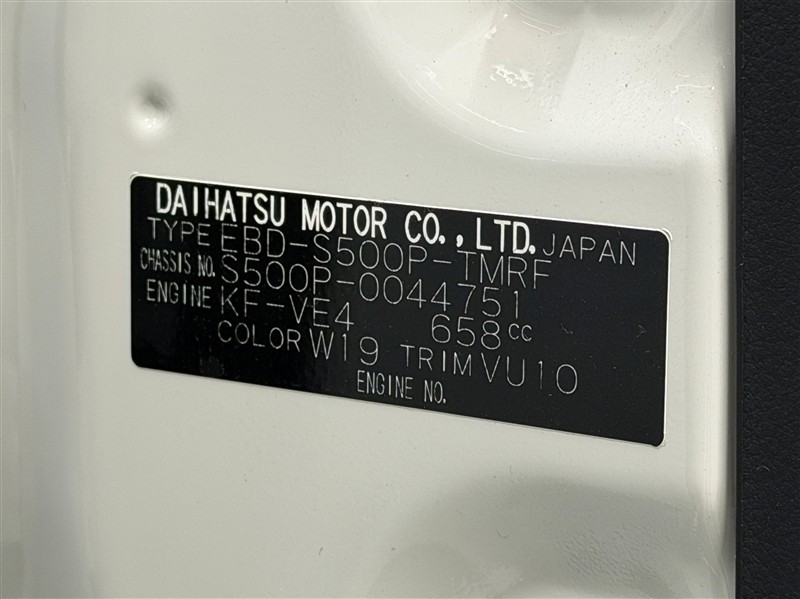 DAIHATSU MOTOR CO.,LTD. JAPAN
TYPE EBD-S500P-TMRF
CHASSIS NO. S500P-0044751
ENGINE KF-VE4 658cc
COLOR W19 TRIM VU10
ENGINE NO.